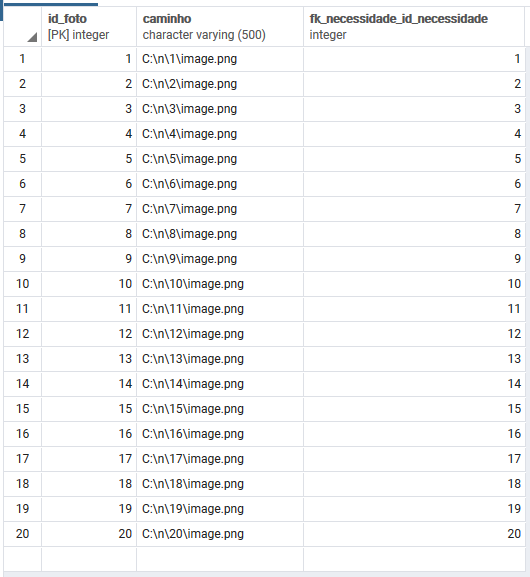 id_foto caminho fk_necessidade_id_necessidade
[PK] integer character varying (500) integer
1 1 C:\n\1\image.png 1
2 2 C:\n\2\image.png 2
3 3 C:\n\3\image.png 3
4 4 C:\n\4\image.png 4
5 5 C:\n\5\image.png 5
6 6 C:\n\6\image.png 6
7 7 C:\n\7\image.png 7
8 8 C:\n\8\image.png 8
9 9 C:\n\9\image.png 9
10 10 C:\n\10\image.png 10
11 11 C:\n\11\image.png 11
12 12 C:\n\12\image.png 12
13 13 C:\n\13\image.png 13
14 14 C:\n\14\image.png 14
15 15 C:\n\15\image.png 15
16 16 C:\n\16\image.png 16
17 17 C:\n\17\image.png 17
18 18 C:\n\18\image.png 18
19 19 C:\n\19\image.png 19
20 20 C:\n\20\image.png 20